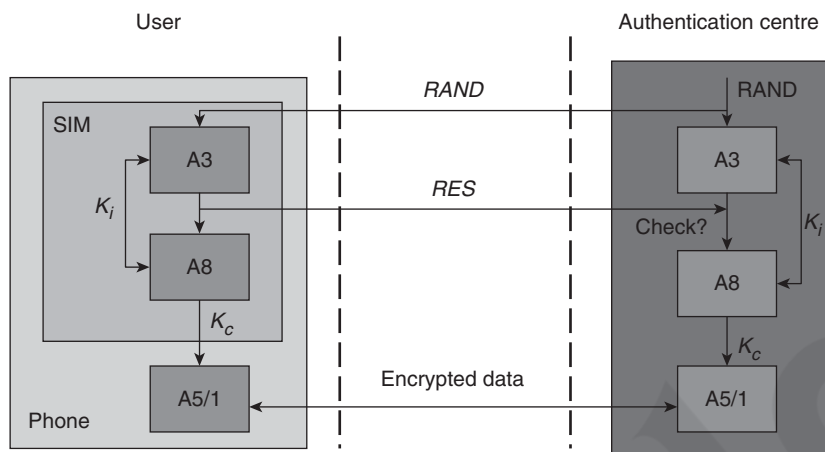 User
Authentication centre
RAND
RAND
SIM
A3
A3
RES
Ki
Check?
Ki
A8
A8
Kc
Kc
Encrypted data
A5/1
A5/1
Phone